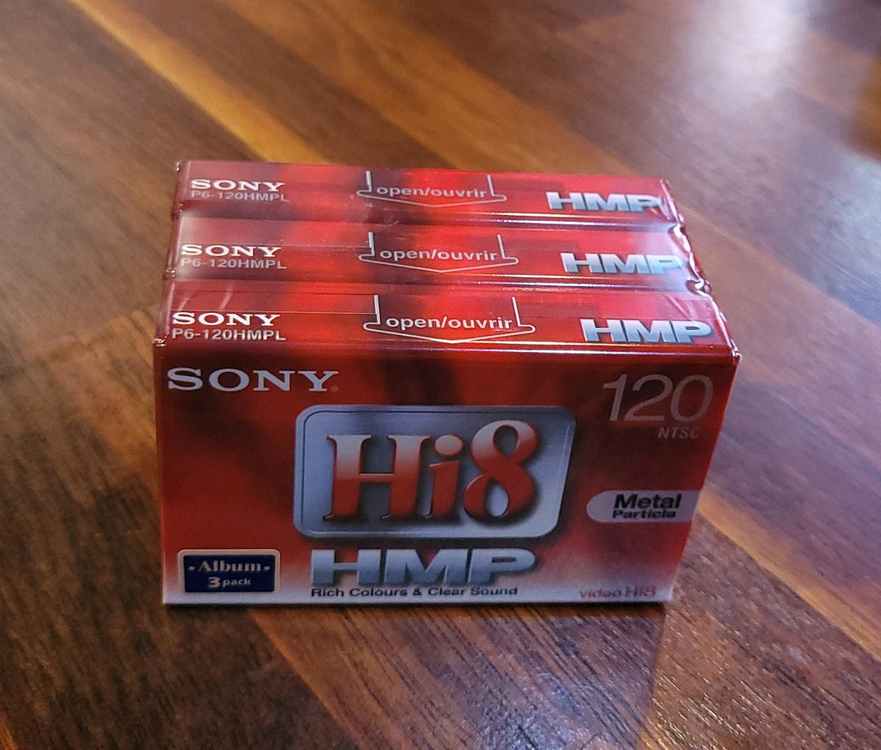 SONY open/ouvrir HMP
P6-120HMPL
SONY open/ouvrir HMP
P6-120HMPL
SONY open/ouvrir HMP
P6-120HMPL
SONY 120
NTSC
Hi8
Metal
Particle
Album
3 pack
HMP
Rich Colours & Clear Sound
video Hi8